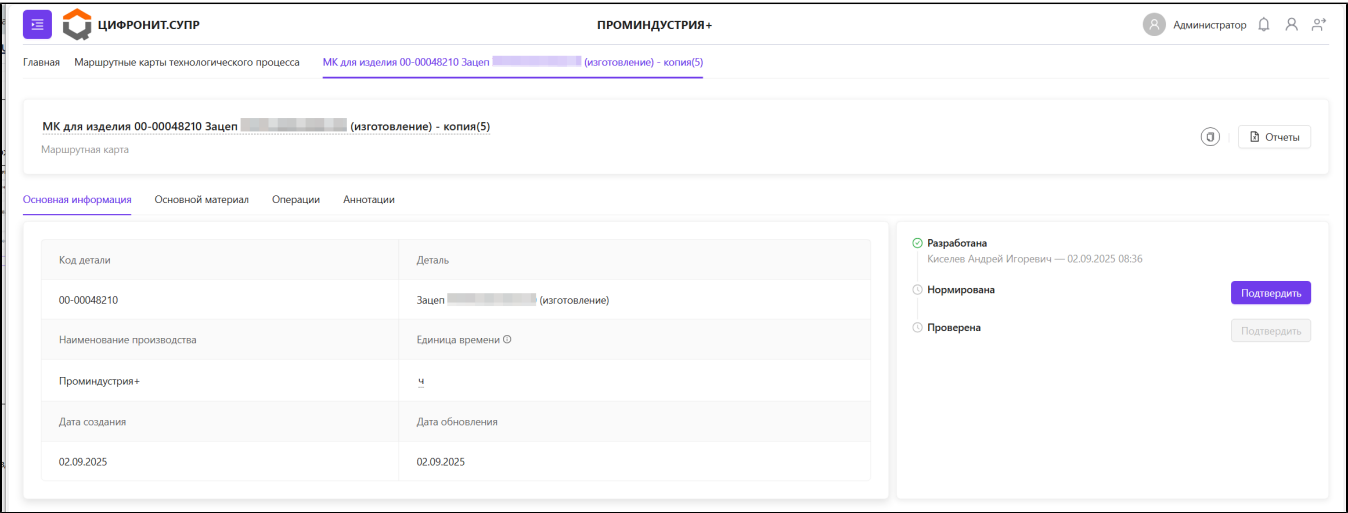 ЦИФРОНИТ.СУПР
ПРОМИНДУСТРИЯ+
Администратор
Главная Маршрутные карты технологического процесса МК для изделия 00-00048210 Зацеп (изготовление) - копия(5)
МК для изделия 00-00048210 Зацеп (изготовление) - копия(5)
Маршрутная карта
Отчеты
Основная информация Основной материал Операции Аннотации
Код детали Деталь
00-00048210 Зацеп (изготовление)
Наименование производства Единица времени
Проминдустрия+ ч
Дата создания Дата обновления
02.09.2025 02.09.2025
Разработана
Киселев Андрей Игоревич — 02.09.2025 08:36
Нормирована Подтвердить
Проверена Подтвердить